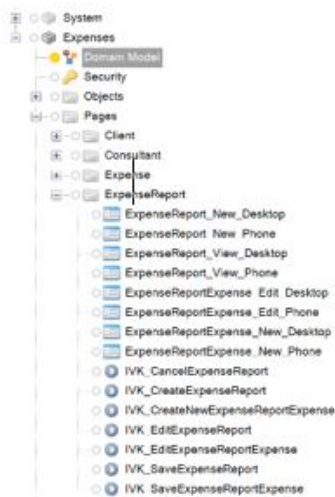 System
Expenses
Domain Model
Security
Objects
Pages
Client
Consultant
Expense
ExpenseReport
ExpenseReport_New_Desktop
ExpenseReport_New_Phone
ExpenseReport_View_Desktop
ExpenseReport_View_Phone
ExpenseReportExpense_Edit_Desktop
ExpenseReportExpense_Edit_Phone
ExpenseReportExpense_New_Desktop
ExpenseReportExpense_New_Phone
IVK_CancelExpenseReport
IVK_CreateExpenseReport
IVK_CreateNewExpenseReportExpense
IVK_EditExpenseReport
IVK_EditExpenseReportExpense
IVK_SaveExpenseReport
IVK_SaveExpenseReportExpense